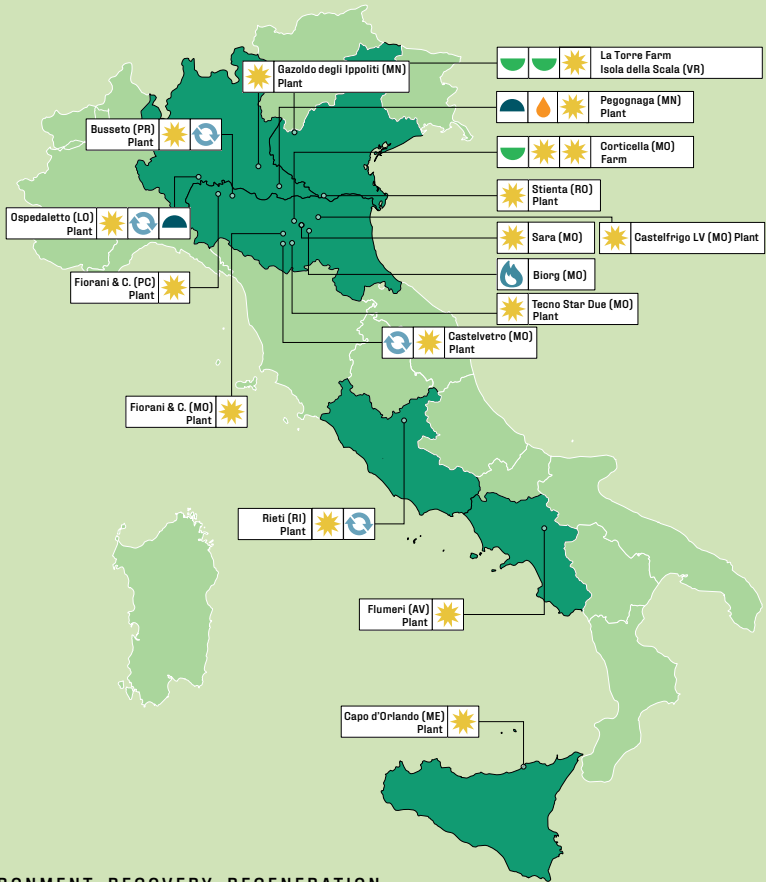 Gazoldo degli Ippoliti (MN)
Plant
La Torre Farm
Isola della Scala (VR)
Pegognaga (MN)
Plant
Busseto (PR)
Plant
Corticella (MO)
Farm
Stienta (RO)
Plant
Ospedaletto (LO)
Plant
Sara (MO)
Castelfrigo LV (MO) Plant
Biorg (MO)
Fiorani & C. (PC)
Plant
Tecno Star Due (MO)
Plant
Castelvetro (MO)
Plant
Fiorani & C. (MO)
Plant
Rieti (RI)
Plant
Flumeri (AV)
Plant
Capo d'Orlando (ME)
Plant